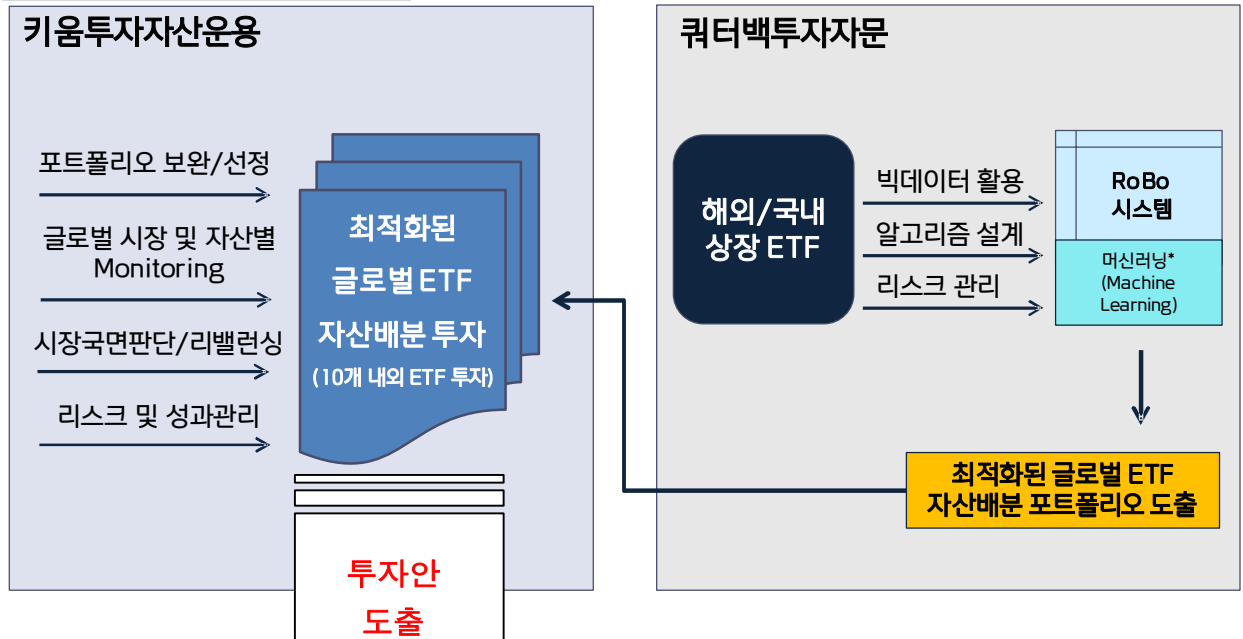 키움투자자산운용
포트폴리오 보완/선정
글로벌 시장 및 자산별
Monitoring
시장국면판단/리밸런싱
리스크 및 성과관리
최적화된
글로벌 ETF
자산배분 투자
(10개 내외 ETF 투자)
투자안
도출
쿼터백투자자문
해외/국내
상장 ETF
빅데이터 활용
알고리즘 설계
리스크 관리
RoBo
시스템
머신러닝*
(Machine
Learning)
최적화된 글로벌 ETF
자산배분 포트폴리오 도출